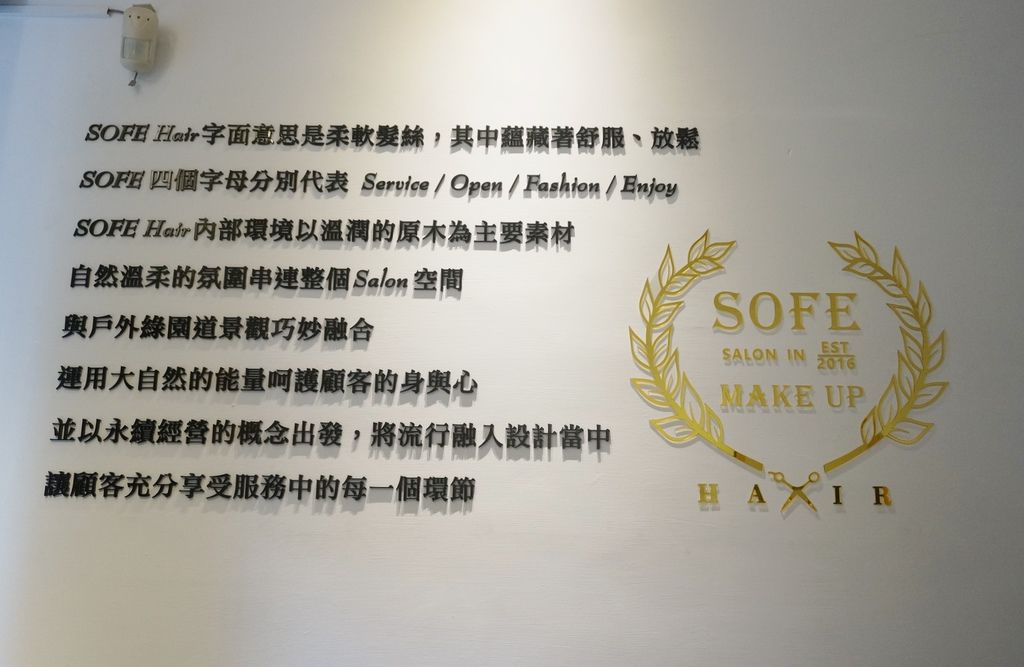 SOFE Hair字面意思是柔軟髮絲，其中蘊藏著舒服、放鬆
SOFE 四個字母分別代表 Service / Open / Fashion / Enjoy
SOFE Hair內部環境以溫潤的原木為主要素材
自然溫柔的氛圍串連整個Salon 空間
與戶外綠園道景觀巧妙融合
運用大自然的能量呵護顧客的身與心
並以永續經營的概念出發，將流行融入設計當中
讓顧客充分享受服務中的每一個環節
SOFE
SALON IN EST 2016
MAKE UP
HAIR